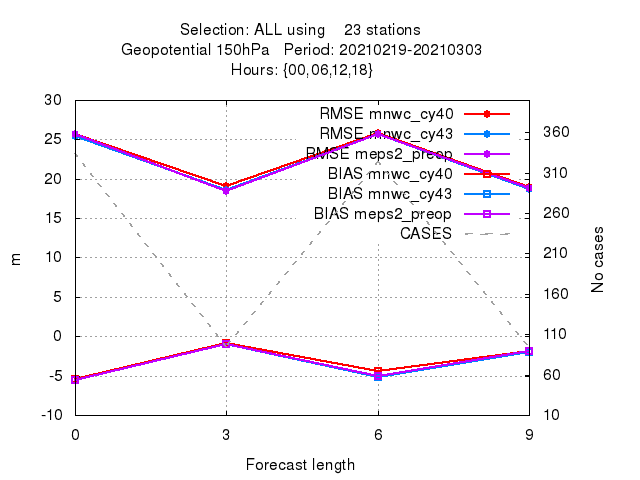 Selection: ALL using 23 stations
Geopotential 150hPa Period: 20210219-20210303
Hours: {00,06,12,18}
30
25
20
15
10
5
0
-5
-10
m
RMSE mnwc_cy40
RMSE mnwc_cy43
RMSE meps2_preop
BIAS mnwc_cy40
BIAS mnwc_cy43
BIAS meps2_preop
CASES
360
310
260
210
160
110
60
10
No cases
0 3 6 9
Forecast length